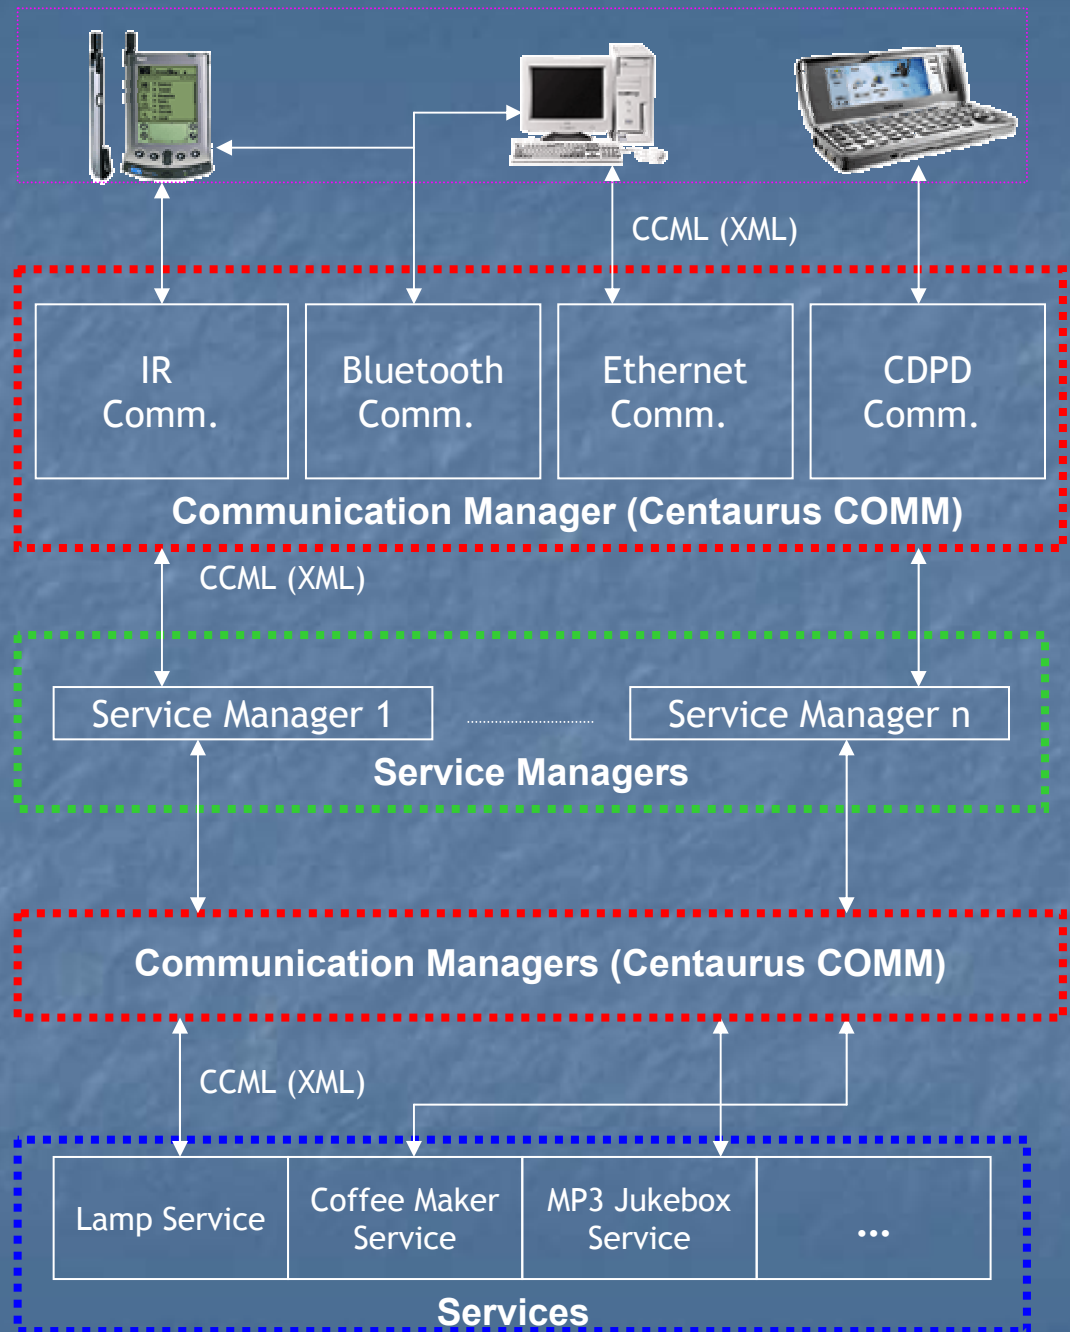 CCML (XML)
IR
Comm.
Bluetooth
Comm.
Ethernet
Comm.
CDPD
Comm.
Communication Manager (Centaurus COMM)
CCML (XML)
Service Manager 1
Service Manager n
Service Managers
Communication Managers (Centaurus COMM)
CCML (XML)
Lamp Service
Coffee Maker
Service
MP3 Jukebox
Service
...
Services